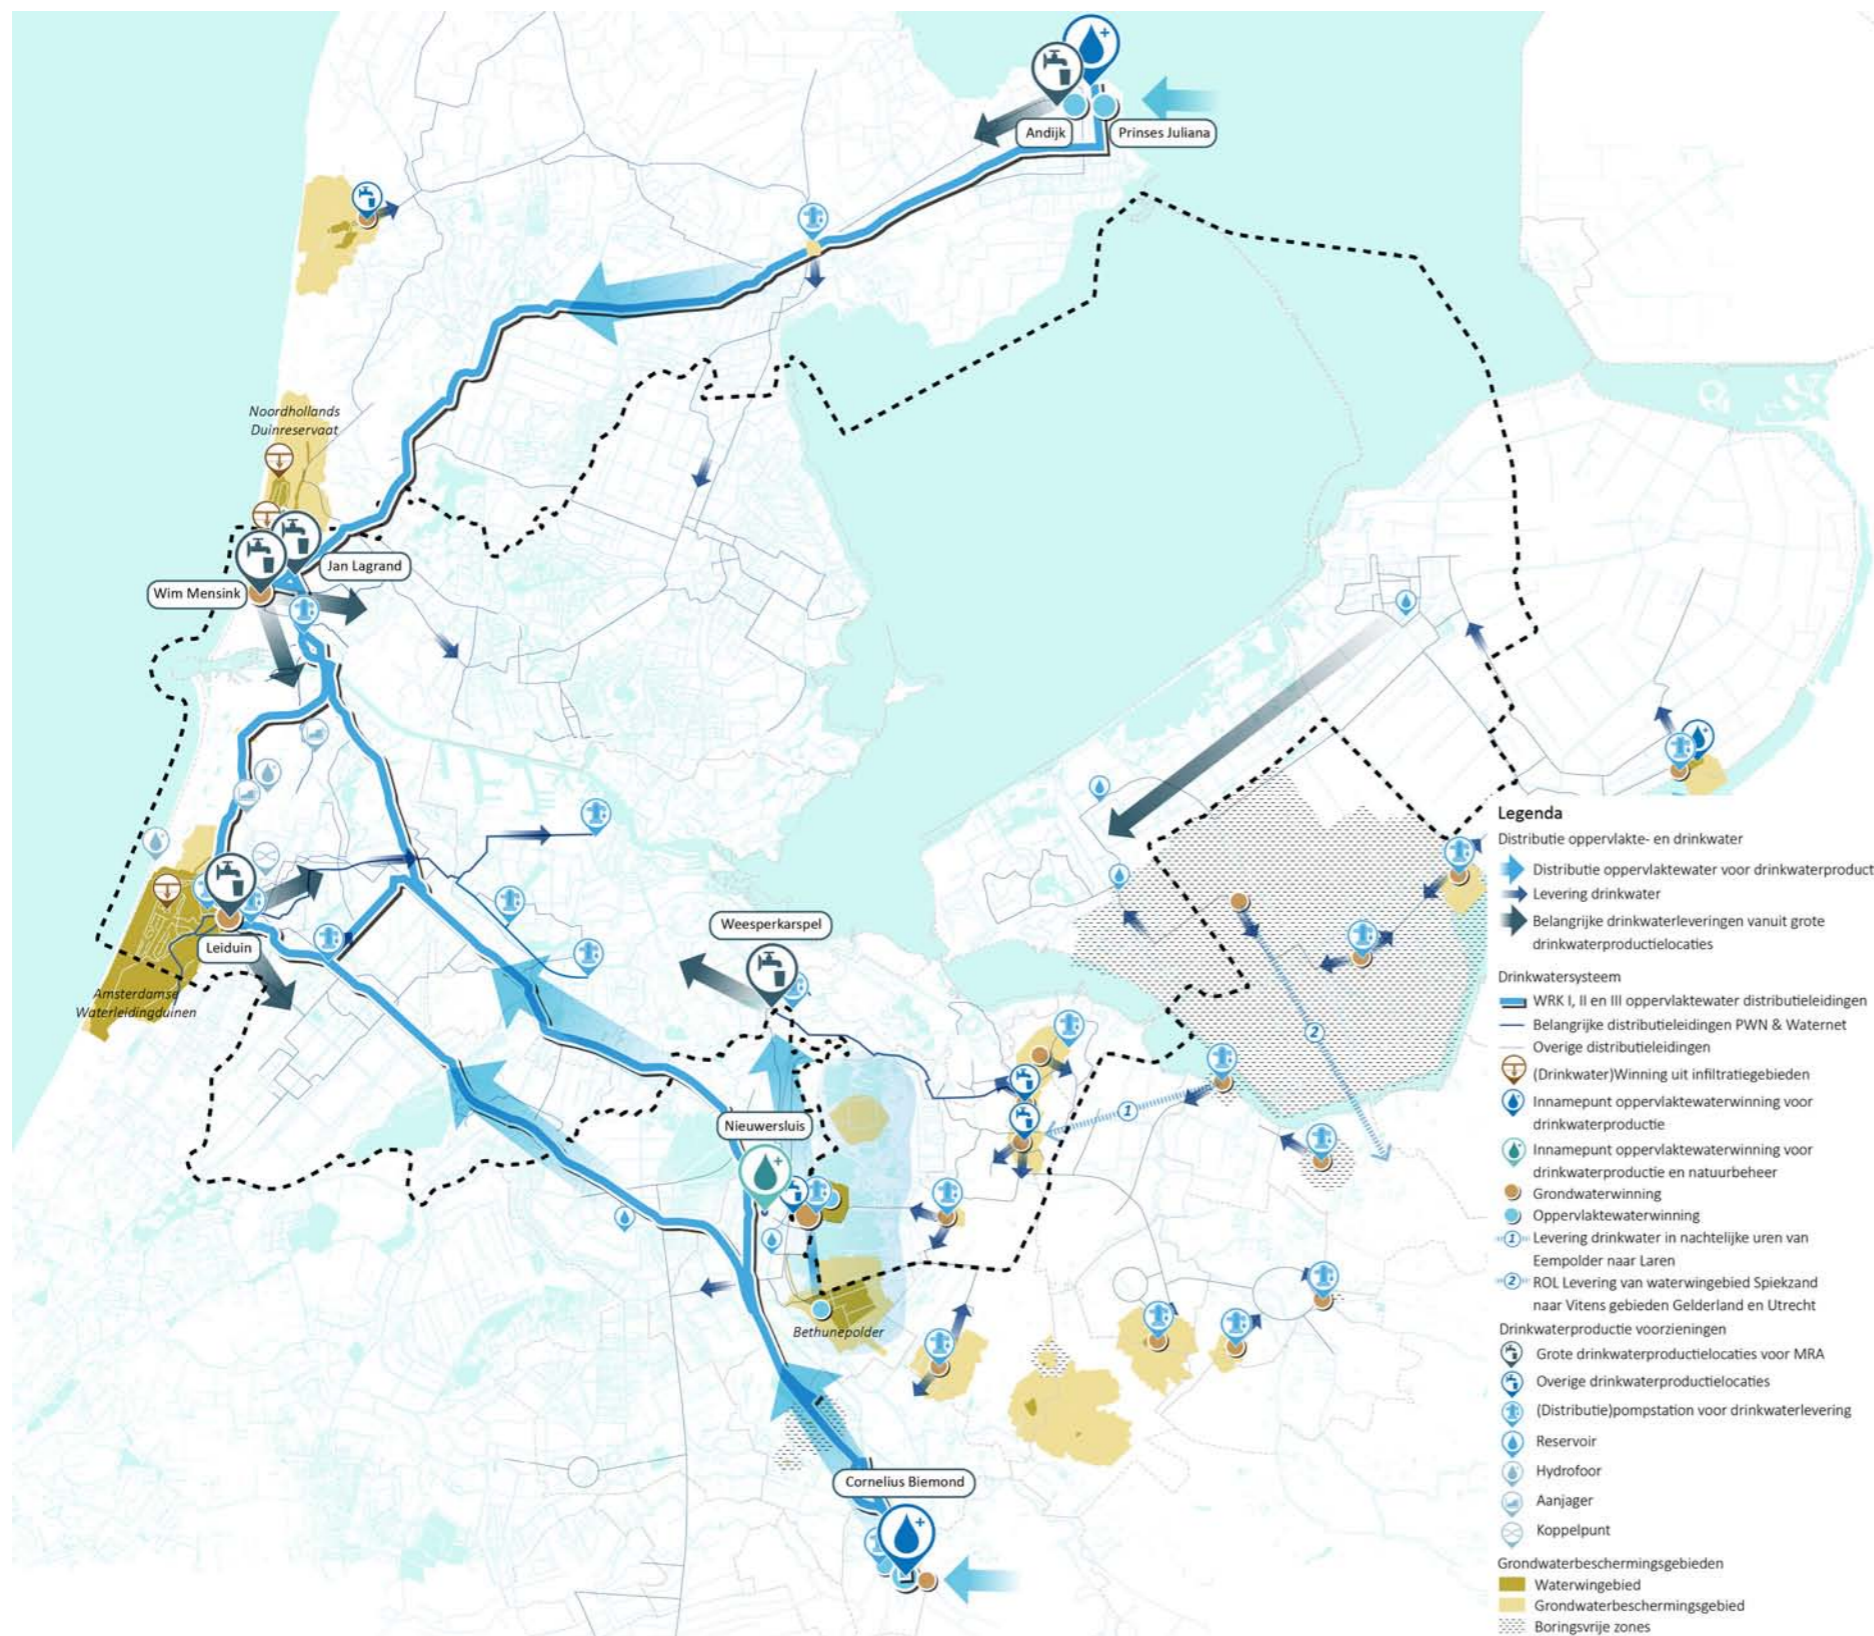 Andijk
Prinses Juliana
Noordhollands
Duinreservaat
Jan Lagrand
Wim Mensink
Leiduin
Amsterdamse
Waterleidingduinen
Weesperkarspel
Nieuwersluis
Bethunepolder
Cornelius Biemond
1
2
Legenda
Distributie oppervlakte- en drinkwater
Distributie oppervlaktewater voor drinkwaterproduct
Levering drinkwater
Belangrijke drinkwaterleveringen vanuit grote
drinkwaterproductielocaties
Drinkwatersysteem
WRK I, II en III oppervlaktewater distributieleidingen
Belangrijke distributieleidingen PWN & Waternet
Overige distributieleidingen
(Drinkwater)Winning uit infiltratiegebieden
Innamepunt oppervlaktewaterwinning voor
drinkwaterproductie
Innamepunt oppervlaktewaterwinning voor
drinkwaterproductie en natuurbeheer
Grondwaterwinning
Oppervlaktewaterwinning
1 Levering drinkwater in nachtelijke uren van
Eempolder naar Laren
2 ROL Levering van waterwingebied Spiekzand
naar Vitens gebieden Gelderland en Utrecht
Drinkwaterproductie voorzieningen
Grote drinkwaterproductielocaties voor MRA
Overige drinkwaterproductielocaties
(Distributie)pompstation voor drinkwaterlevering
Reservoir
Hydrofoor
Aanjager
Koppelpunt
Grondwaterbeschermingsgebieden
Waterwingebied
Grondwaterbeschermingsgebied
Boringsvrije zones